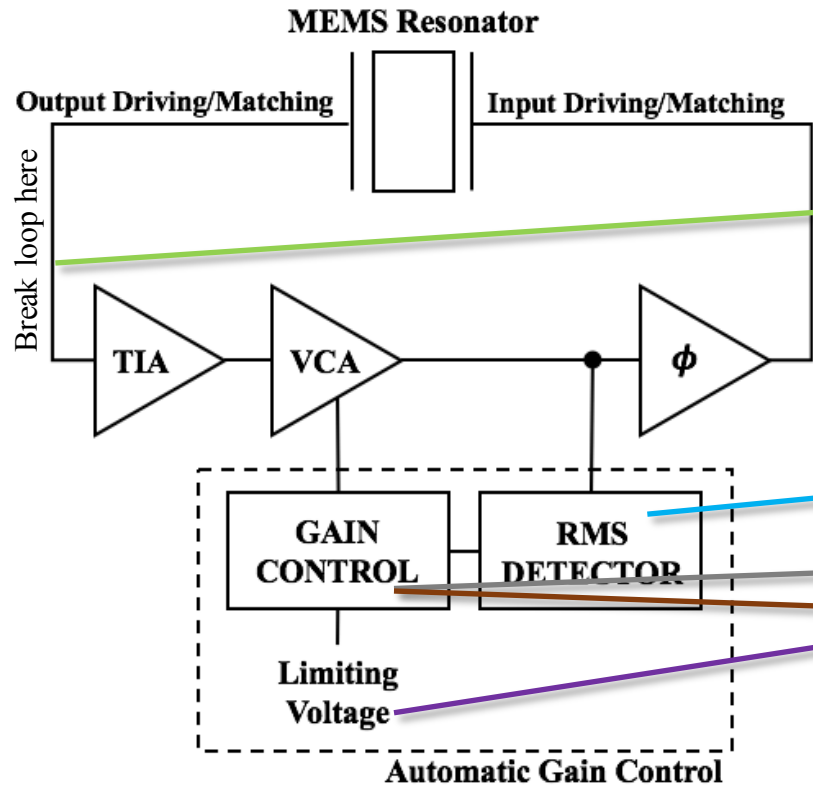 MEMS Resonator
Output Driving/Matching
Input Driving/Matching
Break loop here
TIA
VCA
ϕ
GAIN
CONTROL
RMS
DETECTOR
Limiting
Voltage
Automatic Gain Control